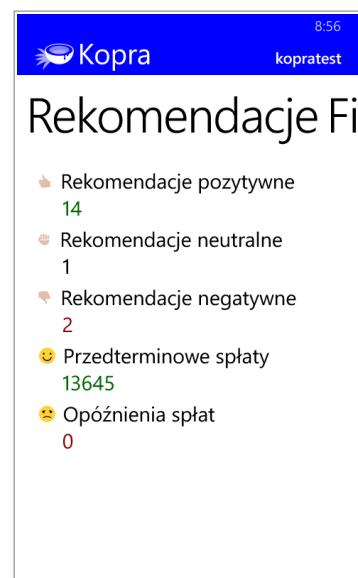 8:56
Kopra
kopratest
Rekomendacje Fi
Rekomendacje pozytywne
14
Rekomendacje neutralne
1
Rekomendacje negatywne
2
Przedterminowe spłaty
13645
Opóźnienia spłat
0